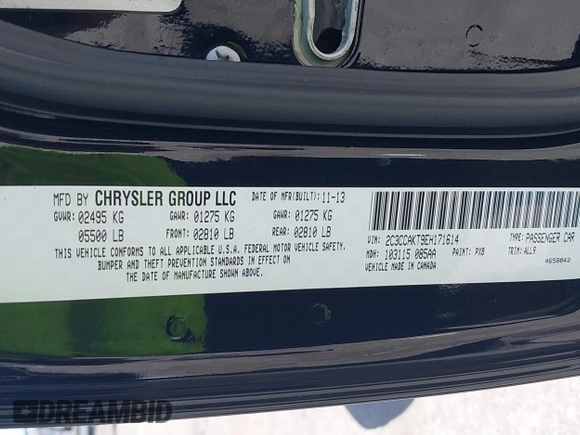 MFD BY CHRYSLER GROUP LLC DATE OF MFR(BUILT) 11-13
GVWR: 02495 KG GAWR: 01275 KG GAWR: 01275 KG
05500 LB FRONT: 02810 LB REAR: 02810 LB
THIS VEHICLE CONFORMS TO ALL APPLICABLE U.S.A. FEDERAL MOTOR VEHICLE SAFETY,
BUMPER AND THEFT PREVENTION STANDARDS IN EFFECT ON
THE DATE OF MANUFACTURE SHOWN ABOVE.
VIN: 2C3CCAKT9EH171614 TYPE: PASSENGER CAR
MDH: 103115 085AA PAINT: PX8 TRIM: ALL9
VEHICLE MADE IN CANADA
4658842
DREAMBID